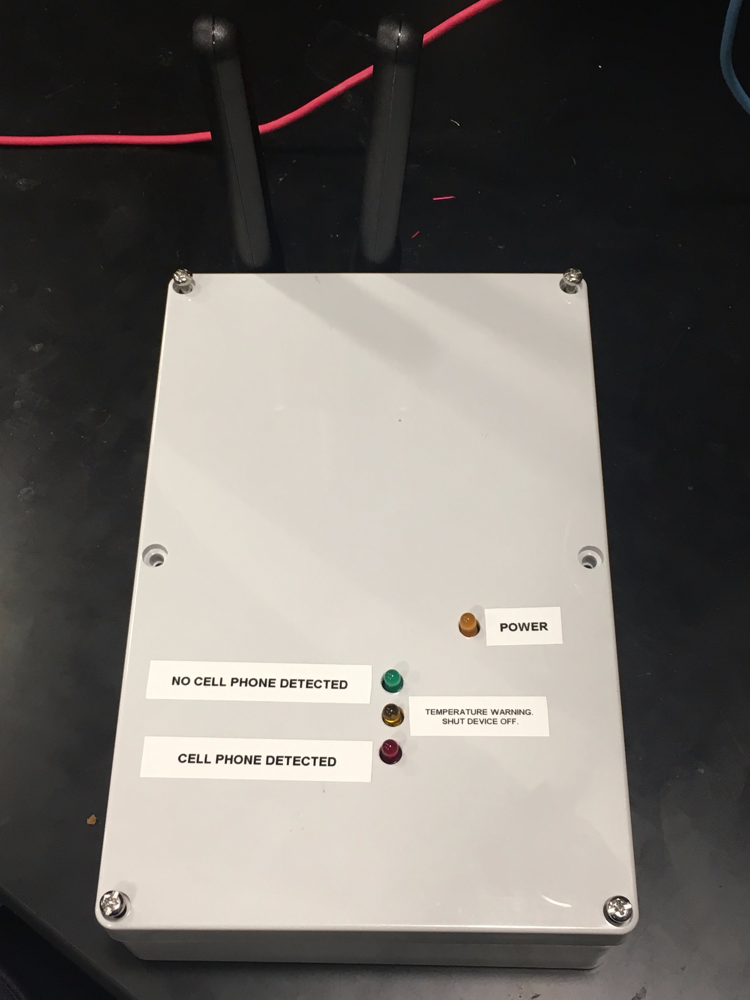 POWER
NO CELL PHONE DETECTED
TEMPERATURE WARNING.
SHUT DEVICE OFF.
CELL PHONE DETECTED